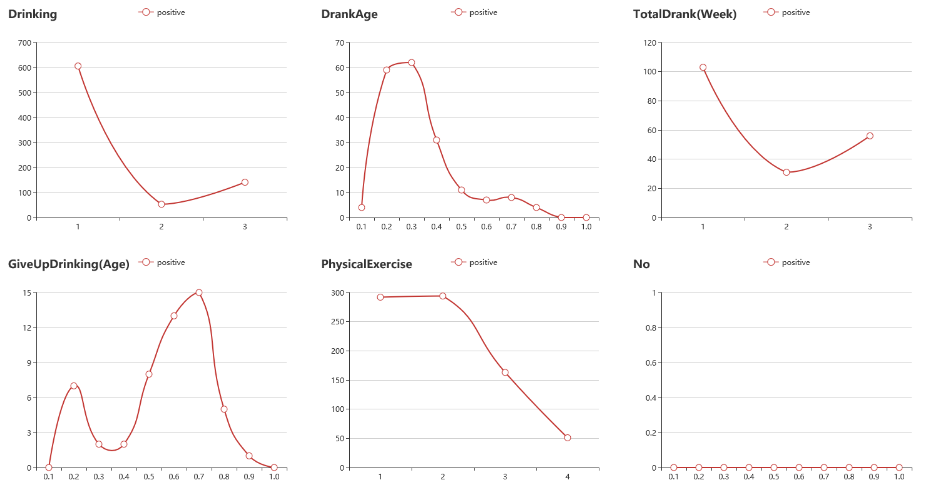 Drinking
positive
700
600
500
400
300
200
100
0
1 2 3
DrankAge
positive
70
60
50
40
30
20
10
0
0.1 0.2 0.3 0.4 0.5 0.6 0.7 0.8 0.9 1.0
TotalDrank(Week)
positive
120
100
80
60
40
20
0
1 2 3
GiveUpDrinking(Age)
positive
15
12
9
6
3
0
0.1 0.2 0.3 0.4 0.5 0.6 0.7 0.8 0.9 1.0
PhysicalExercise
positive
300
250
200
150
100
50
0
1 2 3 4
No
positive
1
0.8
0.6
0.4
0.2
0
0.1 0.2 0.3 0.4 0.5 0.6 0.7 0.8 0.9 1.0